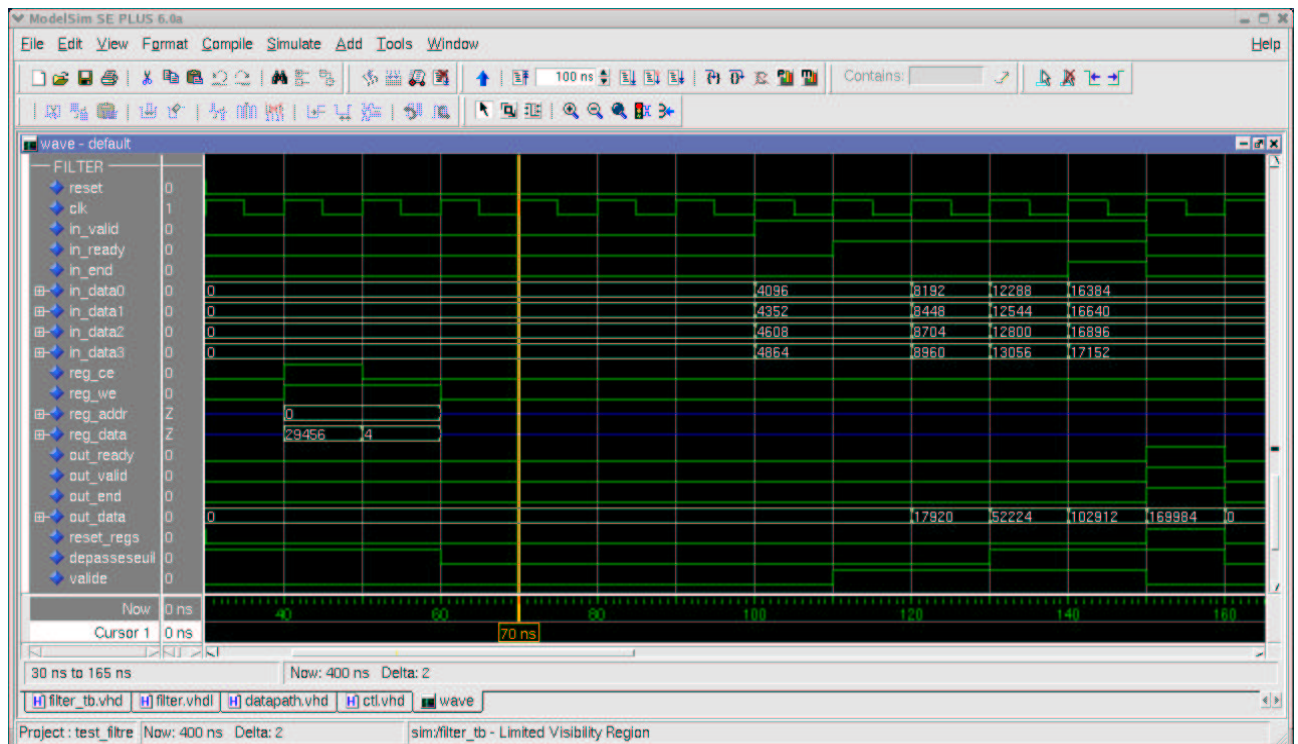 ModelSim SE PLUS 6.0a
File Edit View Format Compile Simulate Add Tools Window Help
100 ns Contains:
wave - default
FILTER
reset 0
clk 1
in_valid 0
in_ready 0
in_end 0
in_data0 0 0 4096 8192 12288 16384
in_data1 0 0 4352 8448 12544 16640
in_data2 0 0 4608 8704 12800 16896
in_data3 0 0 4864 8960 13056 17152
reg_ce 0
reg_we 0
reg_addr Z 0
reg_data Z 29456 4
out_ready 0
out_valid 0
out_end 0
out_data 0 0 17920 52224 102912 169984 0
reset_regs 0
depasseseuil 0
valide 0
Now 0 ns 40 60 80 100 120 140 160
Cursor 1 0 ns 70 ns
30 ns to 165 ns Now: 400 ns Delta: 2
filter_tb.vhd filter.vhdl datapath.vhd ctl.vhd wave
Project : test_filtre Now: 400 ns Delta: 2 sim:/filter_tb - Limited Visibility Region